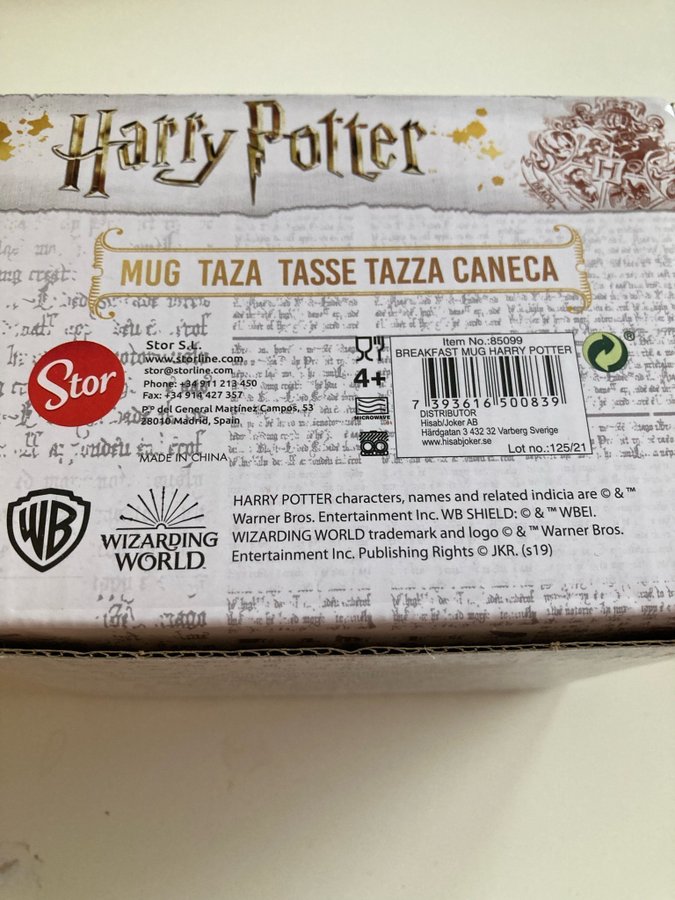 Harry Potter
MUG TAZA TASSE TAZZA CANECA
Stor
Stor S.L.
www.storline.com
stor@storline.com
Phone: +34 911 213 450
Fax: +34 914 427 357
Pº del General Martínez Campos, 53
28010 Madrid, Spain
MADE IN CHINA
4+
MICROWAVE
Item No.:85099
BREAKFAST MUG HARRY POTTER
7 393616 500839
DISTRIBUTOR
Hisab/Joker AB
Härdgatan 3 432 32 Varberg Sverige
www.hisabjoker.se
Lot no.:125/21
®
WB
WIZARDING
WORLD
HARRY POTTER characters, names and related indicia are © & ™
Warner Bros. Entertainment Inc. WB SHIELD: © & ™ WBEI.
WIZARDING WORLD trademark and logo © & ™ Warner Bros.
Entertainment Inc. Publishing Rights © JKR. (s19)